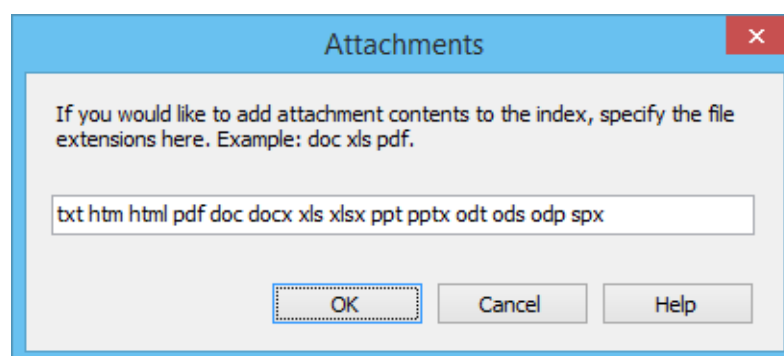 Attachments
If you would like to add attachment contents to the index, specify the file
extensions here. Example: doc xls pdf.
txt htm html pdf doc docx xls xlsx ppt pptx odt ods odp spx
OK Cancel Help